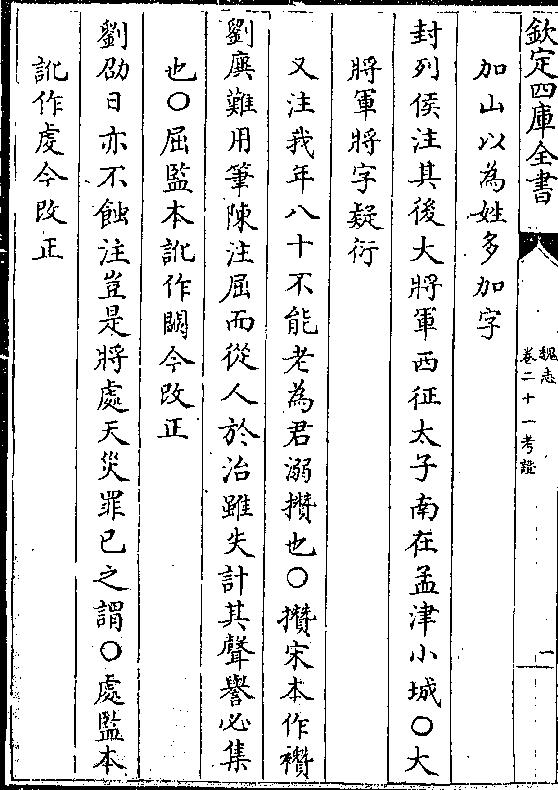 欽定四庫全書
魏志
卷二十一考證
一
加山以為姓多加字
封列侯注其後大將軍西征太子南在孟津小城○大
將軍將字疑衍
又注我年八十不能老為君溺攢也○攢宋本作襸
劉廙難用筆陳注屈而從人於治雖失計其聲譽必集
也○屈監本訛作闕今改正
劉劭日亦不蝕注豈是將處天災罪已之謂○處監本
訛作虔今改正